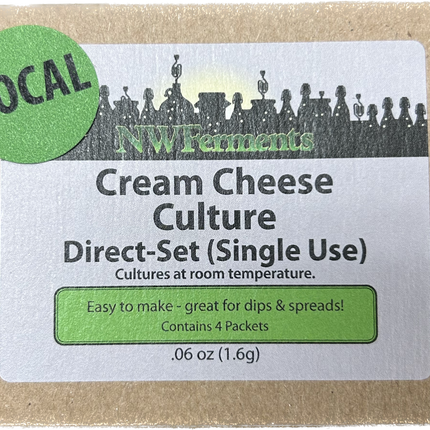 OCAL
NWFerments
Cream Cheese
Culture
Direct-Set (Single Use)
Cultures at room temperature.
Easy to make - great for dips & spreads!
Contains 4 Packets
.06 oz (1.6g)